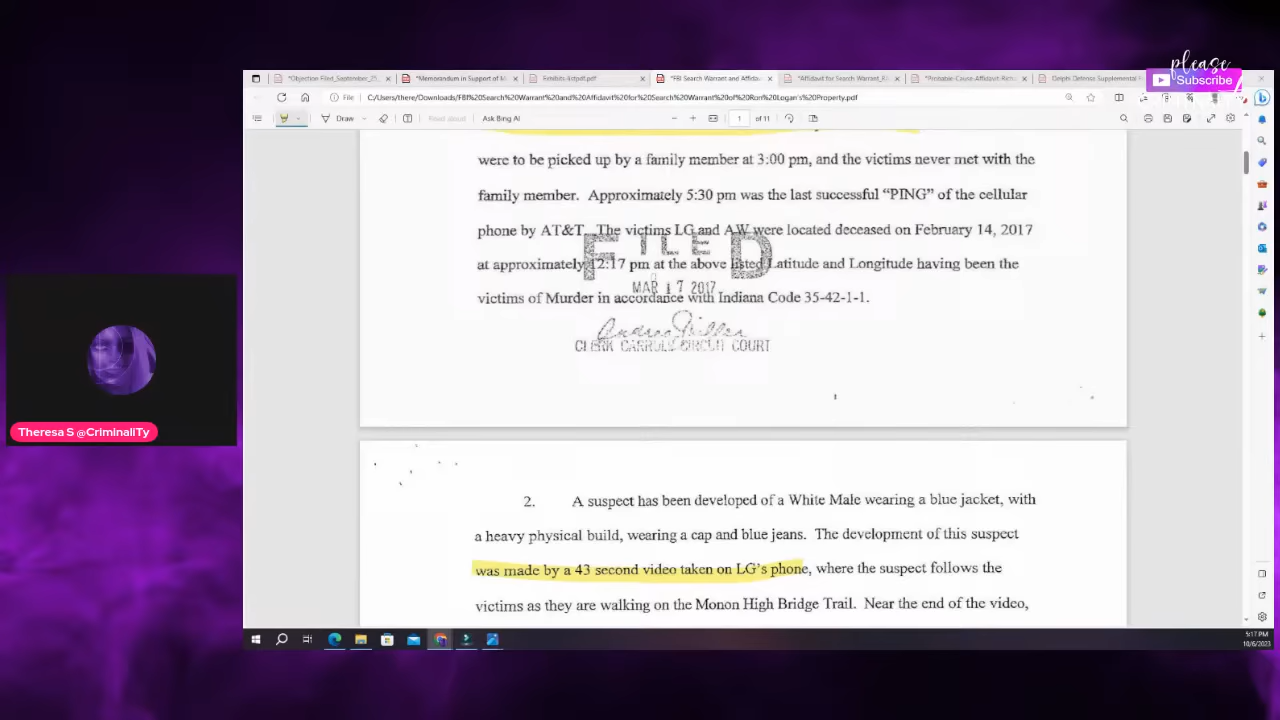 please
Subscribe
"Objection Filed_September_25
"Memorandum in Support of M
Exhibits-listpdf.pdf
"FBI Search Warrant and Affidav
"Affidavit for Search Warrant_R
"Probable-Cause-Affidavit-Rich
Delphi Defense Supplemental
File
C:/Users/there/Downloads/FBI%20Search%20Warrant%20and%20Affidavit%20for%20Search%20Warrant%20of%20Ron%20Logan's%20Property.pdf
Draw
Read aloud
Ask Bing AI
1
of 11
were to be picked up by a family member at 3:00 pm, and the victims never met with the
family member. Approximately 5:30 pm was the last successful “PING” of the cellular
phone by AT&T. The victims LG and AW were located deceased on February 14, 2017
at approximately 12:17 pm at the above listed Latitude and Longitude having been the
victims of Murder in accordance with Indiana Code 35-42-1-1.
FILED
MAR 17 2017
CLERK CARROLL CIRCUIT COURT
1
2. A suspect has been developed of a White Male wearing a blue jacket, with
a heavy physical build, wearing a cap and blue jeans. The development of this suspect
was made by a 43 second video taken on LG's phone, where the suspect follows the
victims as they are walking on the Monon High Bridge Trail. Near the end of the video,
Theresa S @CriminaliTy
5:17 PM
10/6/2023